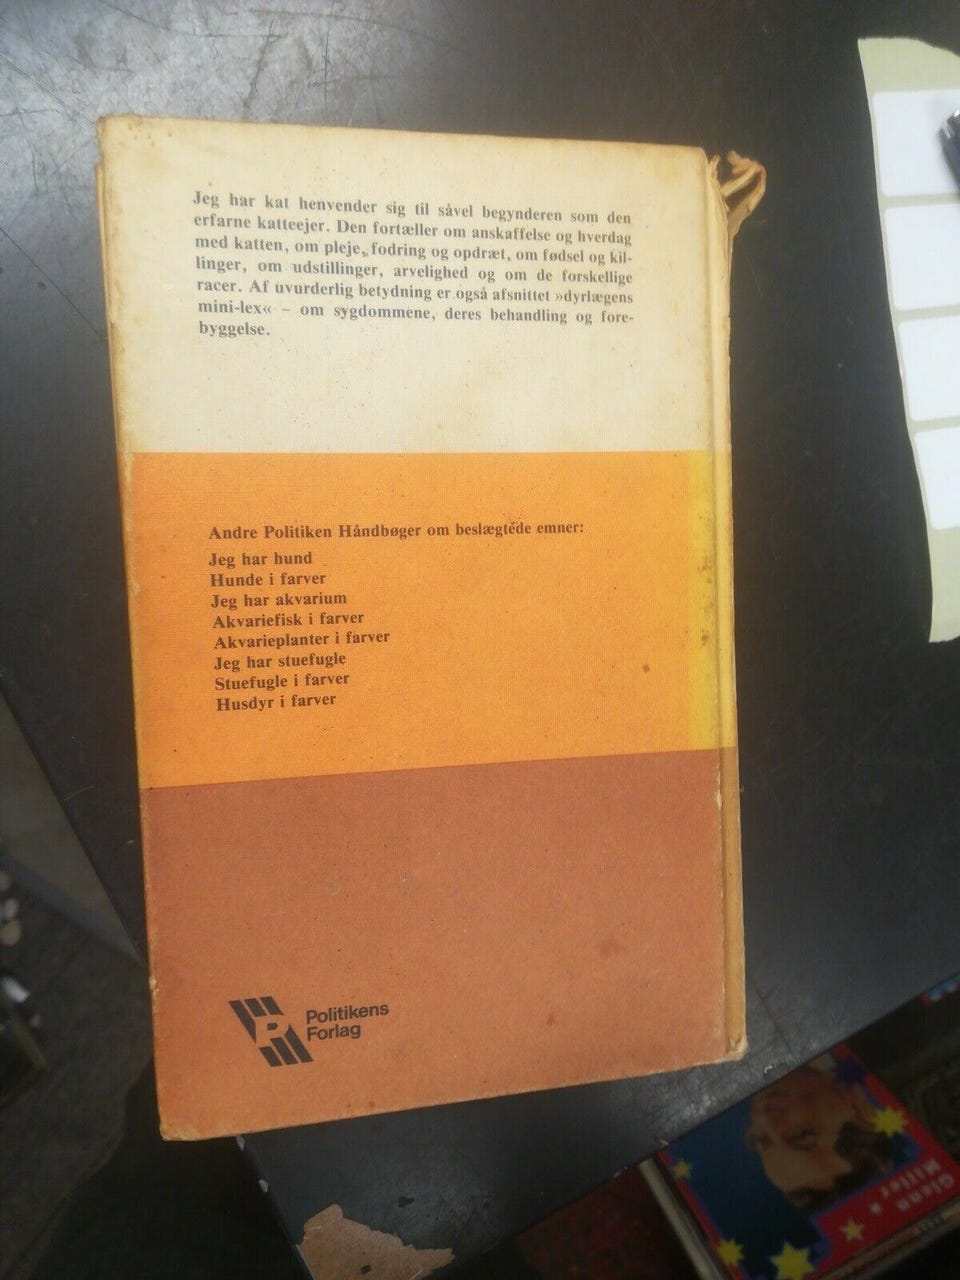 Jeg har kat henvender sig til såvel begynderen som den
erfarne katteejer. Den fortæller om anskaffelse og hverdag
med katten, om pleje, fodring og opdræt, om fødsel og kil-
linger, om udstillinger, arvelighed og om de forskellige
racer. Af uvurderlig betydning er også afsnittet »dyrlægens
mini-lex« – om sygdommene, deres behandling og fore-
byggelse.
Andre Politiken Håndbøger om beslægtede emner:
Jeg har hund
Hunde i farver
Jeg har akvarium
Akvariefisk i farver
Akvarieplanter i farver
Jeg har stuefugle
Stuefugle i farver
Husdyr i farver
P
Politikens
Forlag
Glenn
Miller